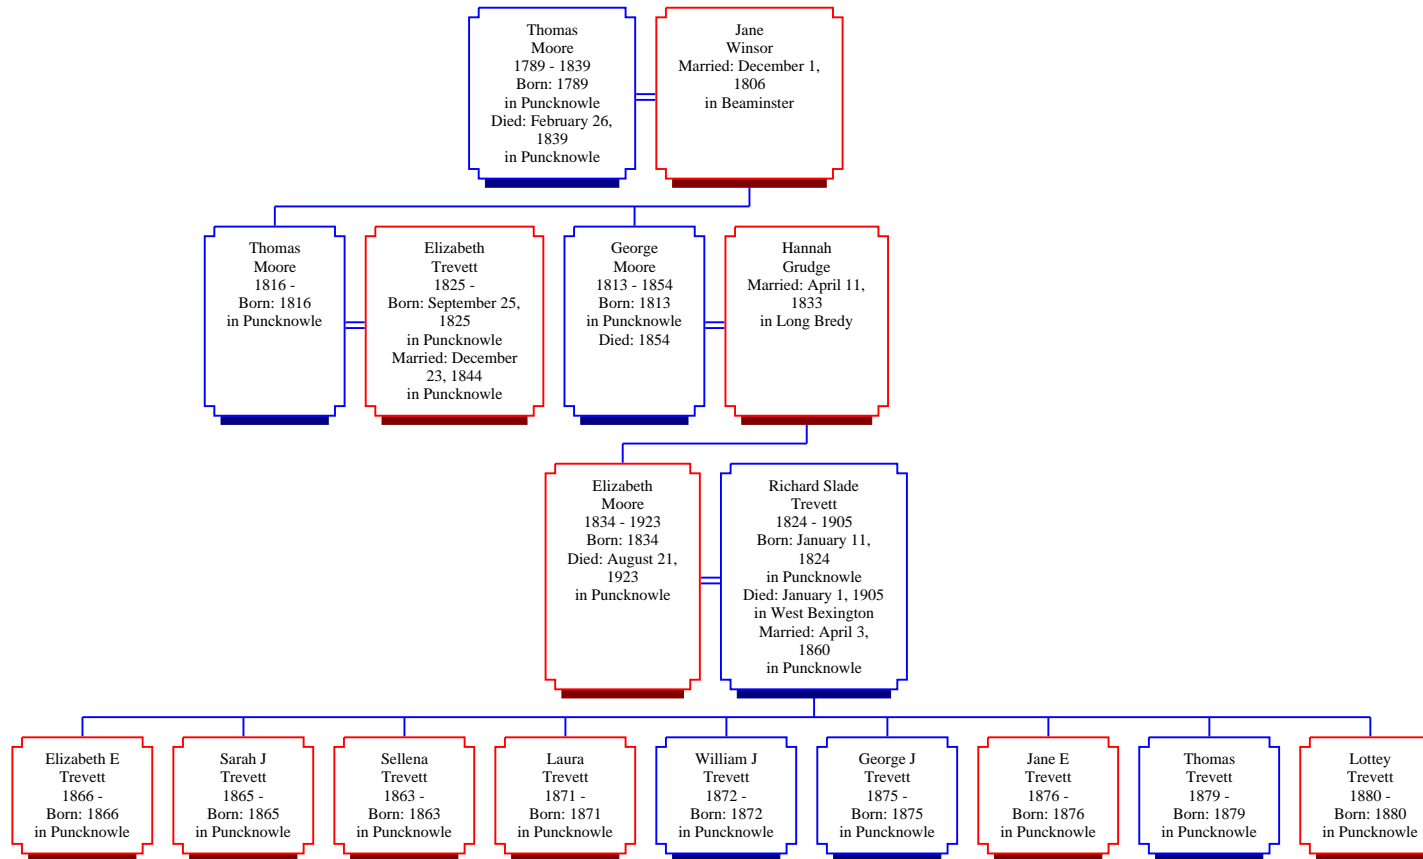 Thomas
Moore
1789 - 1839
Born: 1789
in Puncknowle
Died: February 26,
1839
in Puncknowle
Jane
Winsor
Married: December 1,
1806
in Beaminster
Thomas
Moore
1816 -
Born: 1816
in Puncknowle
Elizabeth
Trevett
1825 -
Born: September 25,
1825
in Puncknowle
Married: December
23, 1844
in Puncknowle
George
Moore
1813 - 1854
Born: 1813
in Puncknowle
Died: 1854
Hannah
Grudge
Married: April 11,
1833
in Long Bredy
Elizabeth
Moore
1834 - 1923
Born: 1834
Died: August 21,
1923
in Puncknowle
Richard Slade
Trevett
1824 - 1905
Born: January 11,
1824
in Puncknowle
Died: January 1, 1905
in West Bexington
Married: April 3,
1860
in Puncknowle
Elizabeth E
Trevett
1866 -
Born: 1866
in Puncknowle
Sarah J
Trevett
1865 -
Born: 1865
in Puncknowle
Sellena
Trevett
1863 -
Born: 1863
in Puncknowle
Laura
Trevett
1871 -
Born: 1871
in Puncknowle
William J
Trevett
1872 -
Born: 1872
in Puncknowle
George J
Trevett
1875 -
Born: 1875
in Puncknowle
Jane E
Trevett
1876 -
Born: 1876
in Puncknowle
Thomas
Trevett
1879 -
Born: 1879
in Puncknowle
Lottey
Trevett
1880 -
Born: 1880
in Puncknowle